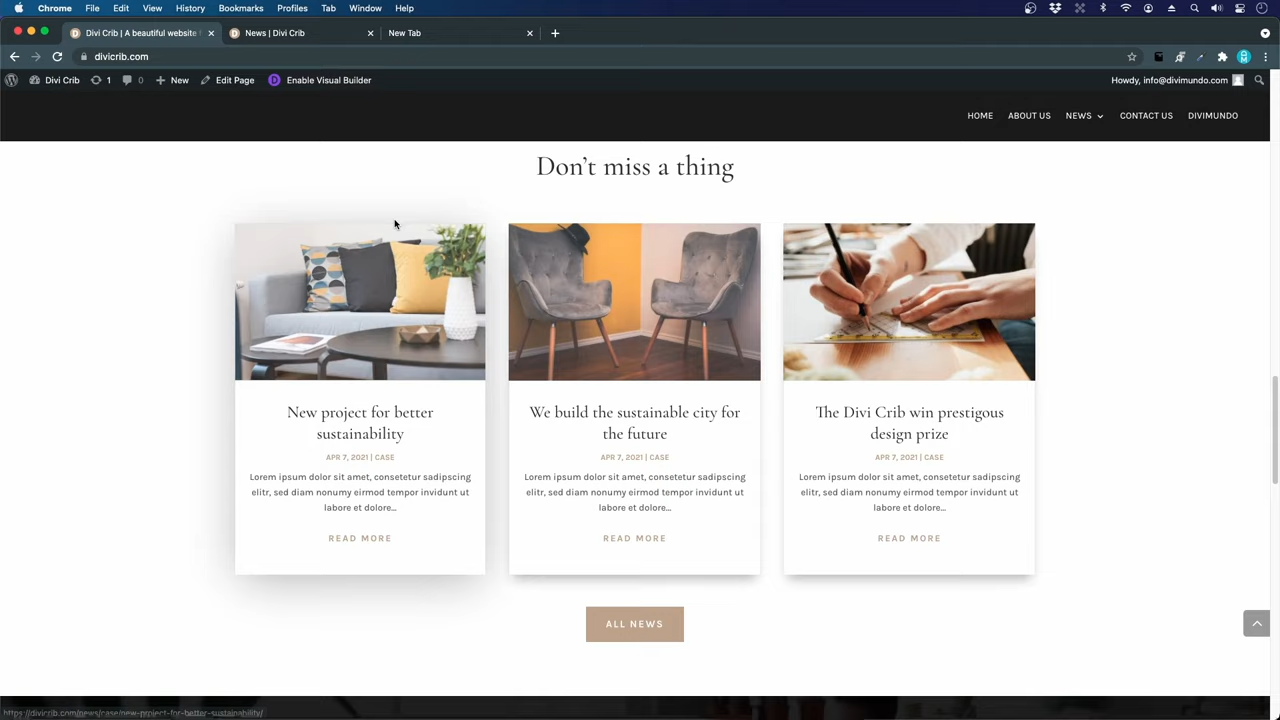 Chrome File Edit View History Bookmarks Profiles Tab Window Help
Divi Crib | A beautiful website f
News | Divi Crib
New Tab
divicrib.com
Divi Crib 1 0 New Edit Page Enable Visual Builder
Howdy, info@divimundo.com
HOME ABOUT US NEWS CONTACT US DIVIMUNDO
Don’t miss a thing
New project for better
sustainability
APR 7, 2021 | CASE
Lorem ipsum dolor sit amet, consetetur sadipscing
elitr, sed diam nonumy eirmod tempor invidunt ut
labore et dolore...
READ MORE
We build the sustainable city for
the future
APR 7, 2021 | CASE
Lorem ipsum dolor sit amet, consetetur sadipscing
elitr, sed diam nonumy eirmod tempor invidunt ut
labore et dolore...
READ MORE
The Divi Crib win prestigous
design prize
APR 7, 2021 | CASE
Lorem ipsum dolor sit amet, consetetur sadipscing
elitr, sed diam nonumy eirmod tempor invidunt ut
labore et dolore...
READ MORE
ALL NEWS
https://divicrib.com/news/case/new-project-for-better-sustainability/